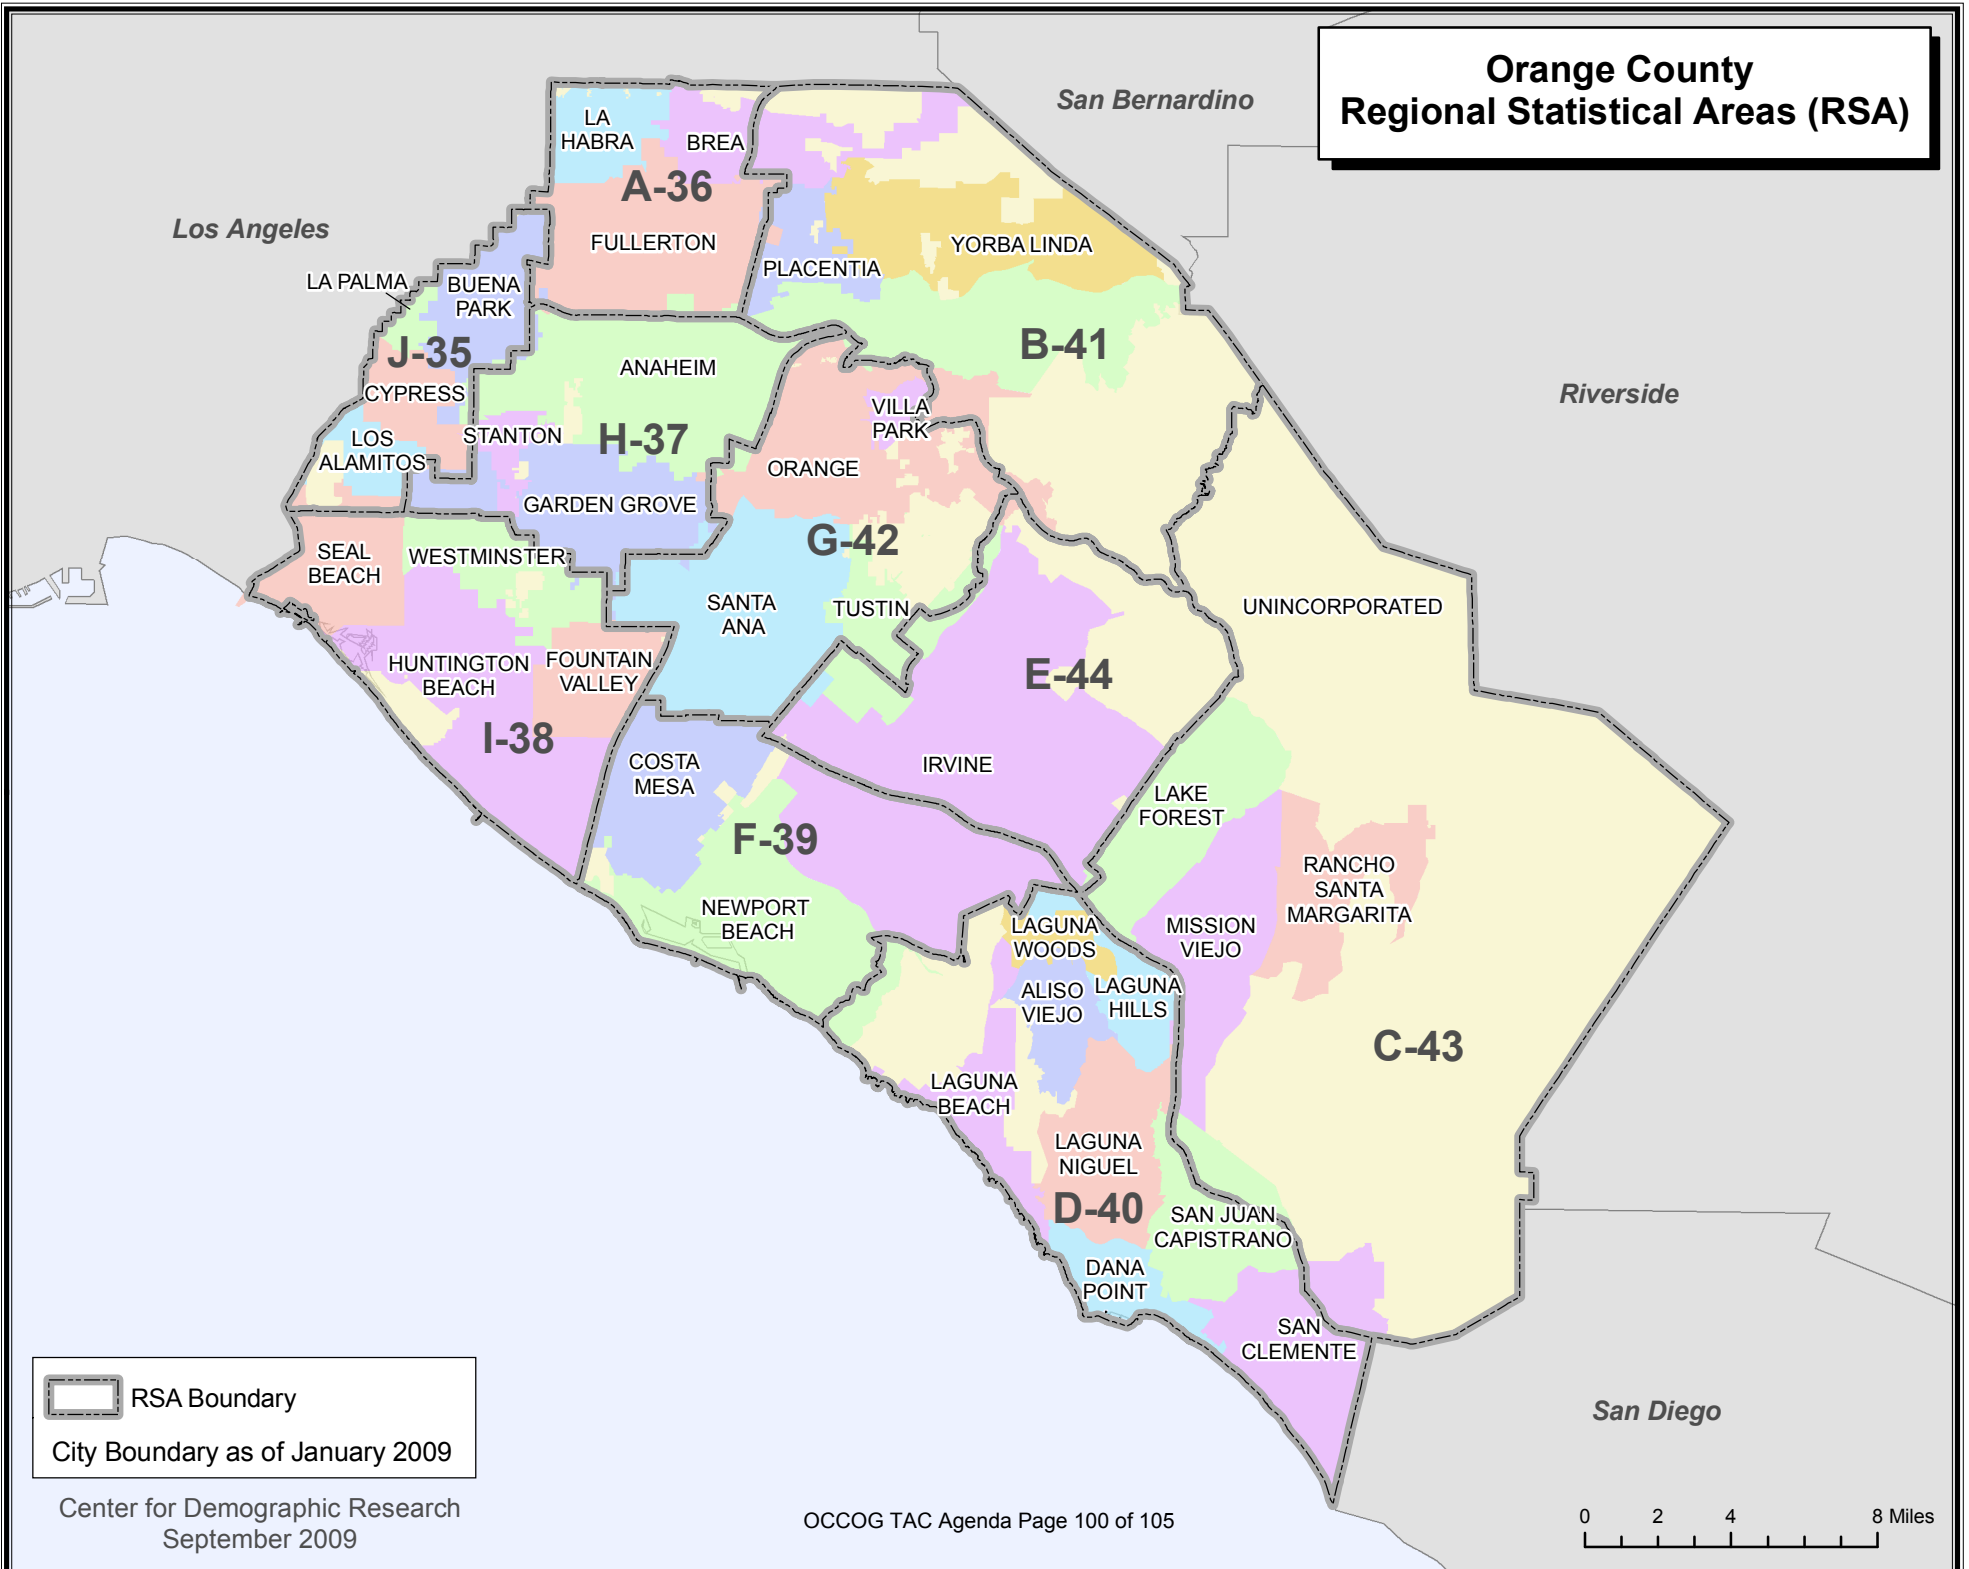 Orange County
Regional Statistical Areas (RSA)
San Bernardino
Los Angeles
Riverside
San Diego
LA
HABRA
BREA
A-36
FULLERTON
PLACENTIA
YORBA LINDA
LA PALMA
BUENA
PARK
J-35
CYPRESS
LOS
ALAMITOS
B-41
ANAHEIM
STANTON
H-37
GARDEN GROVE
VILLA
PARK
ORANGE
G-42
SEAL
BEACH
WESTMINSTER
SANTA
ANA
TUSTIN
UNINCORPORATED
HUNTINGTON
BEACH
FOUNTAIN
VALLEY
I-38
E-44
IRVINE
COSTA
MESA
F-39
NEWPORT
BEACH
LAKE
FOREST
RANCHO
SANTA
MARGARITA
MISSION
VIEJO
LAGUNA
WOODS
ALISO
VIEJO
LAGUNA
HILLS
C-43
LAGUNA
BEACH
LAGUNA
NIGUEL
D-40
SAN JUAN
CAPISTRANO
DANA
POINT
SAN
CLEMENTE
RSA Boundary
City Boundary as of January 2009
Center for Demographic Research
September 2009
OCCOG TAC Agenda Page 100 of 105
0 2 4 8 Miles